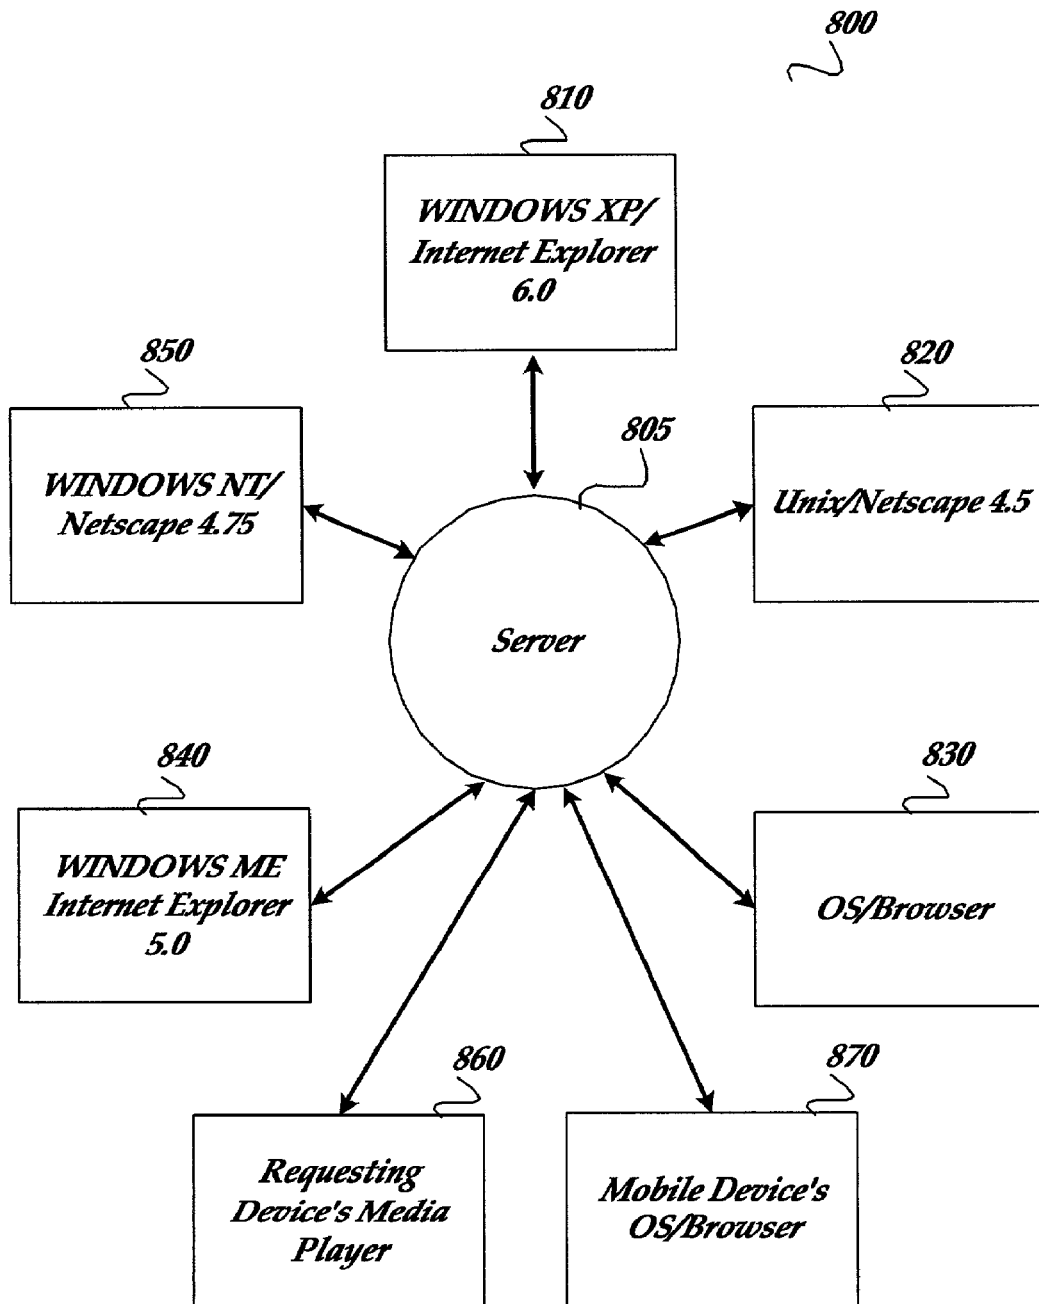 800
810
WINDOWS XP/
Internet Explorer
6.0
850
820
805
WINDOWS NT/
Netscape 4.75
Unix/Netscape 4.5
Server
840
830
WINDOWS ME
Internet Explorer
5.0
OS/Browser
860
870
Requesting
Device's Media
Player
Mobile Device's
OS/Browser